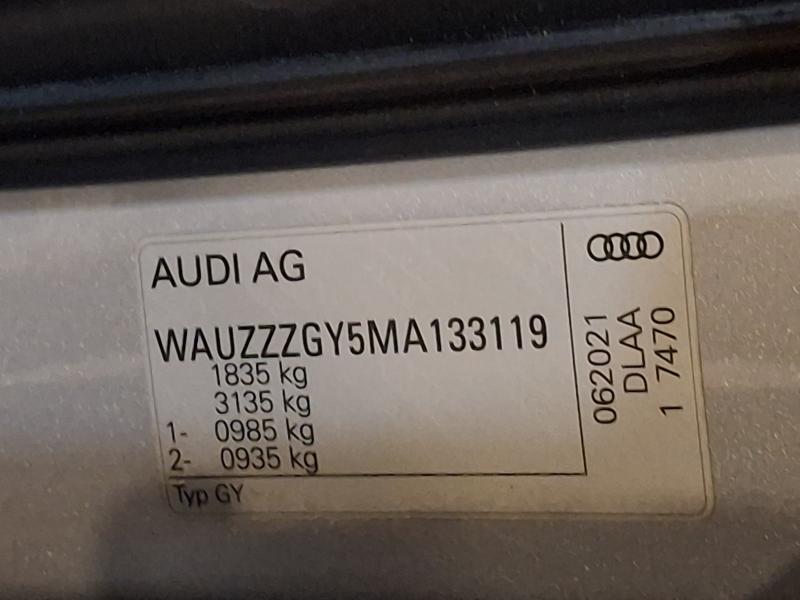 AUDI AG
WAUZZZGY5MA133119
1835 kg
3135 kg
1- 0985 kg
2- 0935 kg
Typ GY
062021
DLAA
1 7470